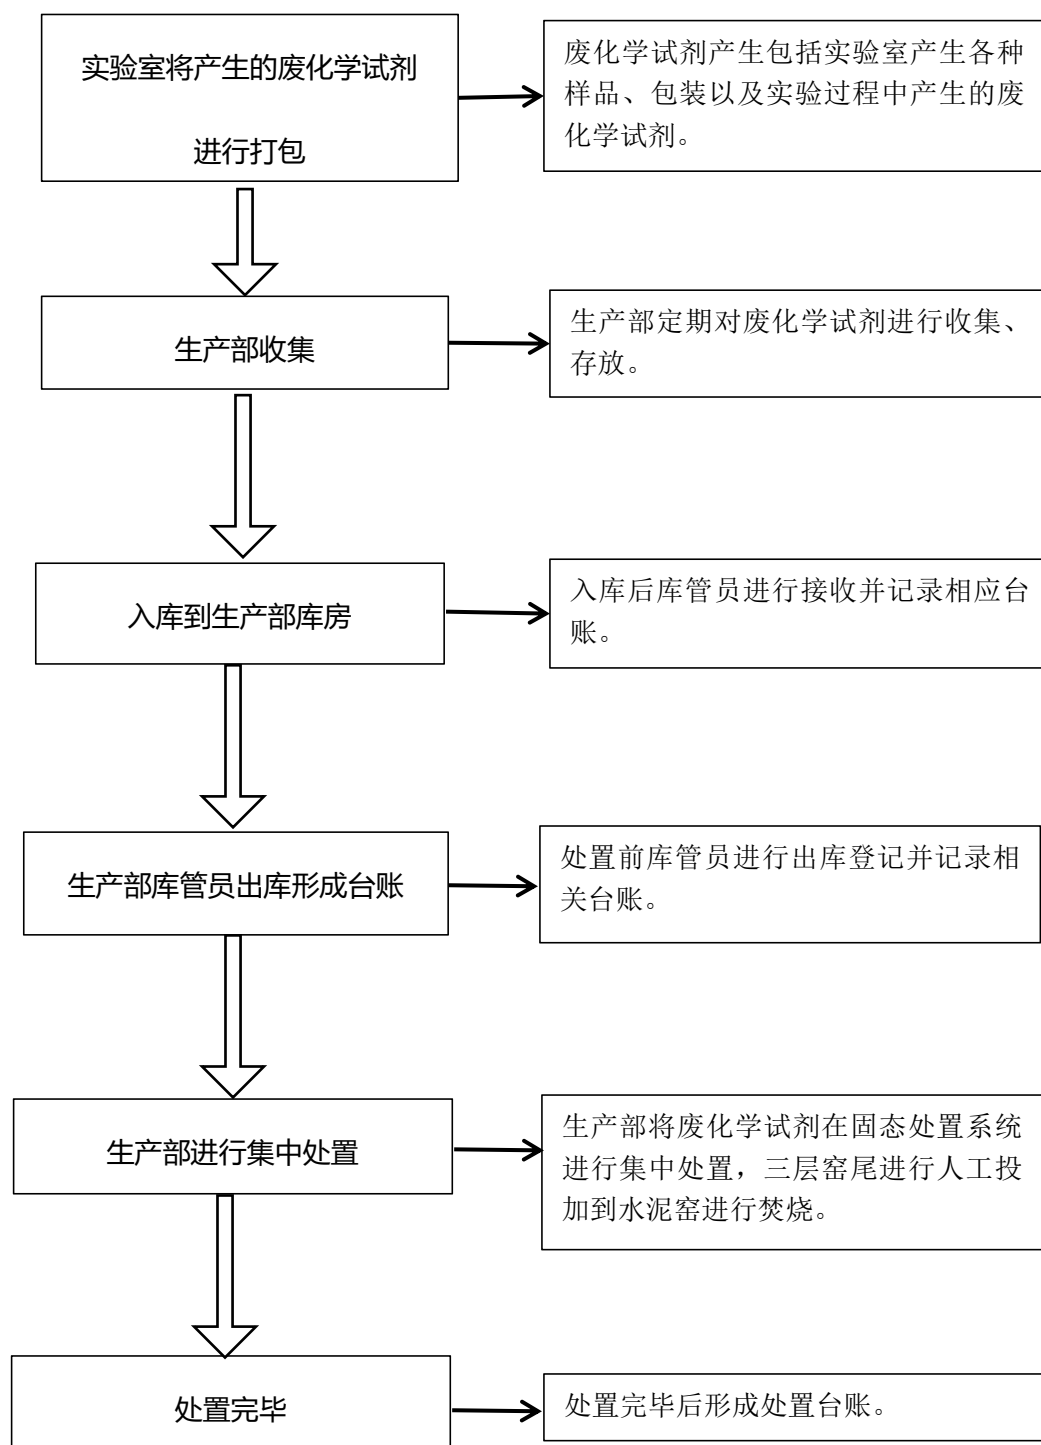 实验室将产生的废化学试剂
进行打包
废化学试剂产生包括实验室产生各种
样品、包装以及实验过程中产生的废
化学试剂。
生产部收集
生产部定期对废化学试剂进行收集、
存放。
入库到生产部库房
入库后库管员进行接收并记录相应台
账。
生产部库管员出库形成台账
处置前库管员进行出库登记并记录相
关台账。
生产部进行集中处置
生产部将废化学试剂在固态处置系统
进行集中处置，三层窑尾进行人工投
加到水泥窑进行焚烧。
处置完毕
处置完毕后形成处置台账。